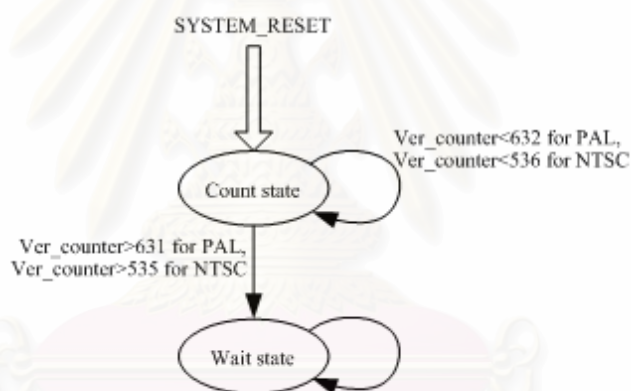 SYSTEM_RESET
Ver_counter<632 for PAL,
Ver_counter<536 for NTSC
Count state
Ver_counter>631 for PAL,
Ver_counter>535 for NTSC
Wait state